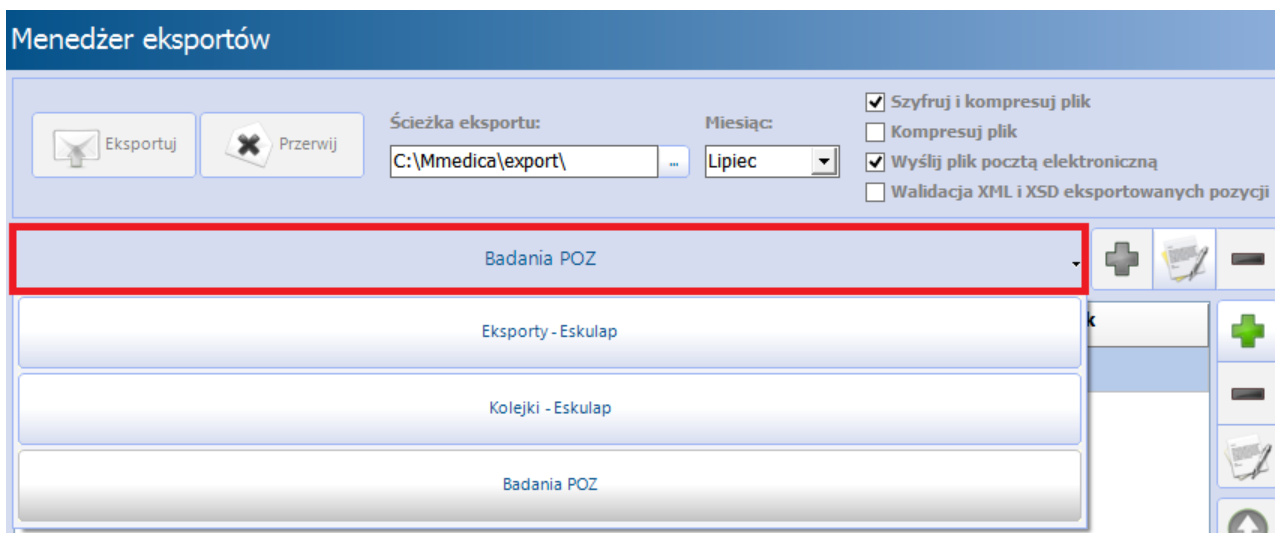 Menedżer eksportów
Eksportuj
Przerwij
Ścieżka eksportu:
C:\Mmedica\export\
...
Miesiąc:
Lipiec
Szyfruj i kompresuj plik
Kompresuj plik
Wyślij plik pocztą elektroniczną
Walidacja XML i XSD eksportowanych pozycji
Badania POZ
Eksporty - Eskulap
Kolejki - Eskulap
Badania POZ